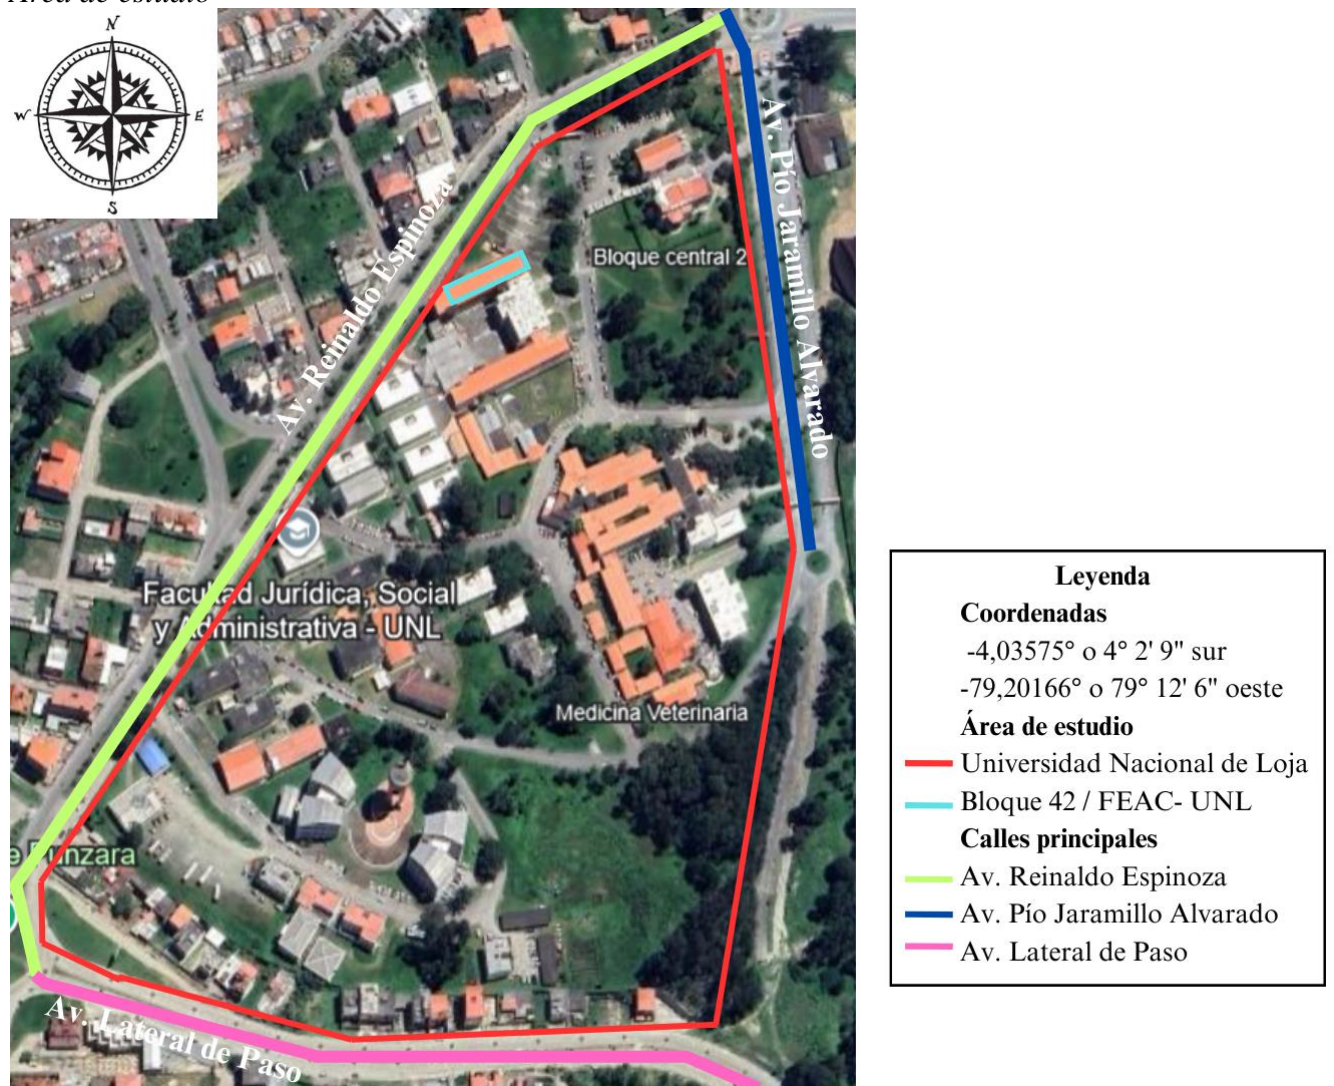 Área de estudio
N
W
E
S
Av. Reinaldo Espinoza
Av. Pío Jaramillo Alvarado
Bloque central 2
Facultad Jurídica, Social
y Administrativa - UNL
Medicina Veterinaria
Punzara
Av. Lateral de Paso
Leyenda
Coordenadas
-4,03575° o 4° 2' 9" sur
-79,20166° o 79° 12' 6" oeste
Área de estudio
Universidad Nacional de Loja
Bloque 42 / FEAC- UNL
Calles principales
Av. Reinaldo Espinoza
Av. Pío Jaramillo Alvarado
Av. Lateral de Paso